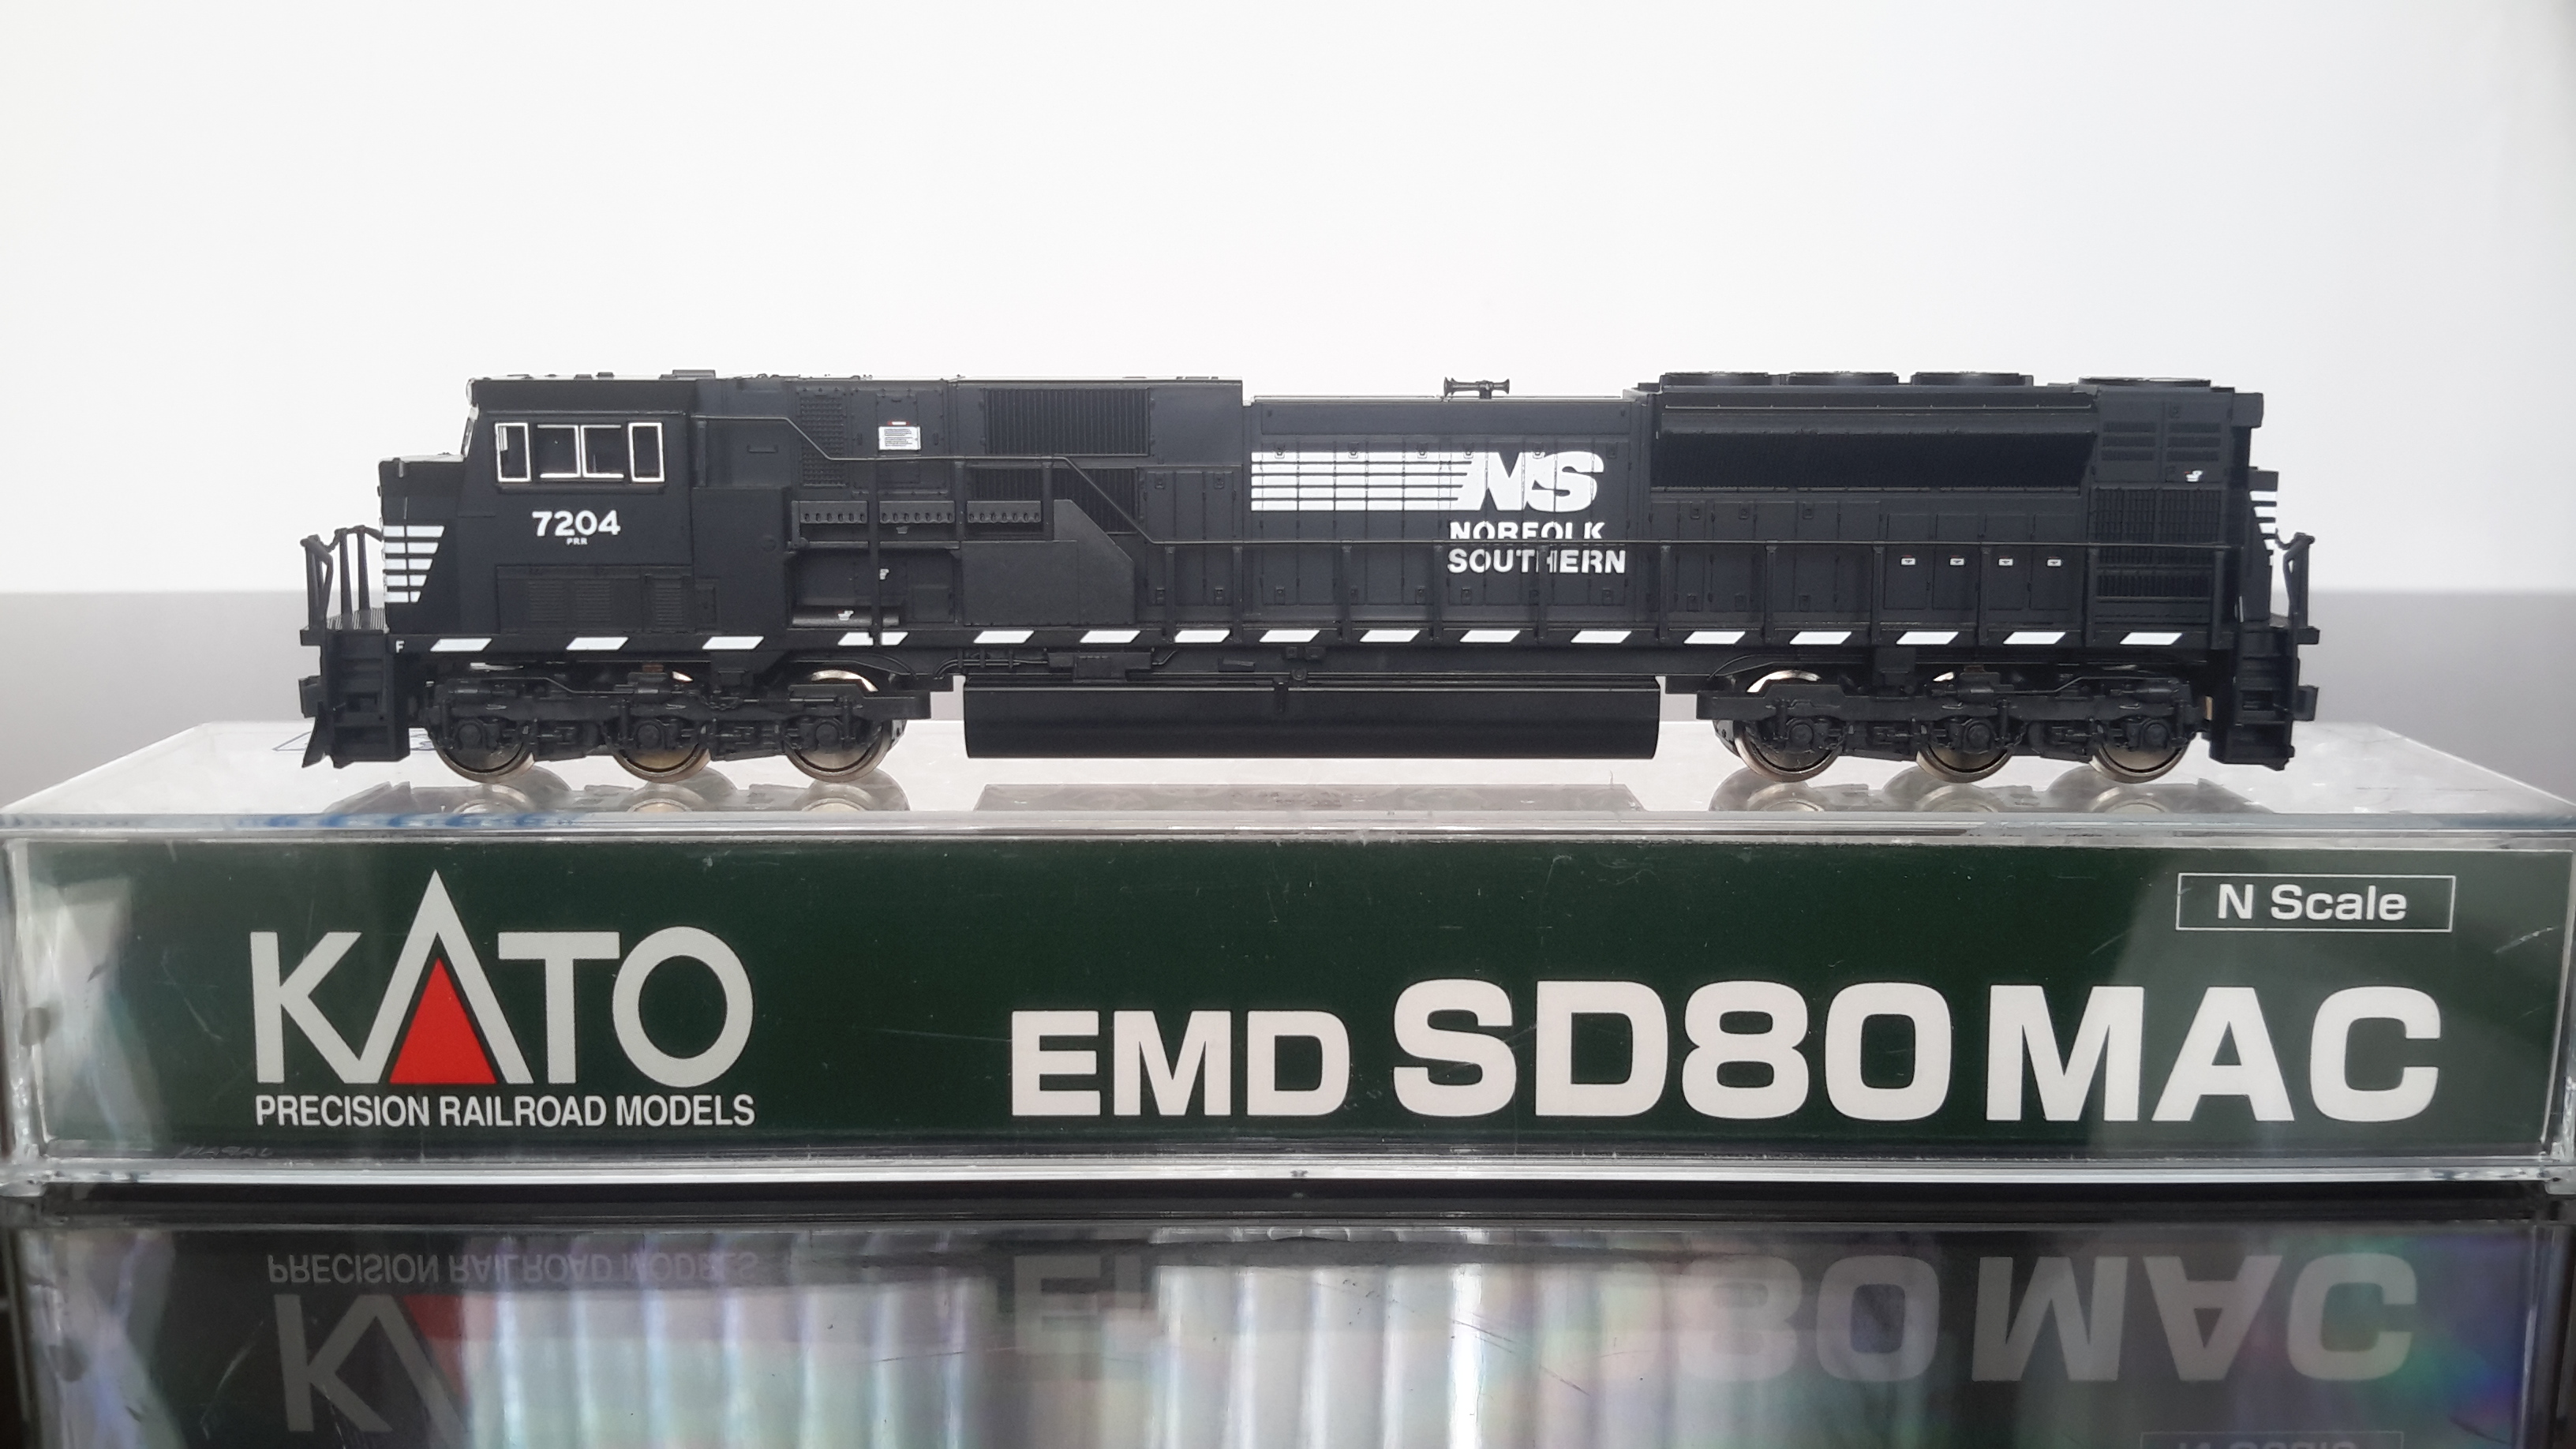 7204
PRR
NS
NORFOLK
SOUTHERN
F
N Scale
KATO
PRECISION RAILROAD MODELS
EMD SD80MAC